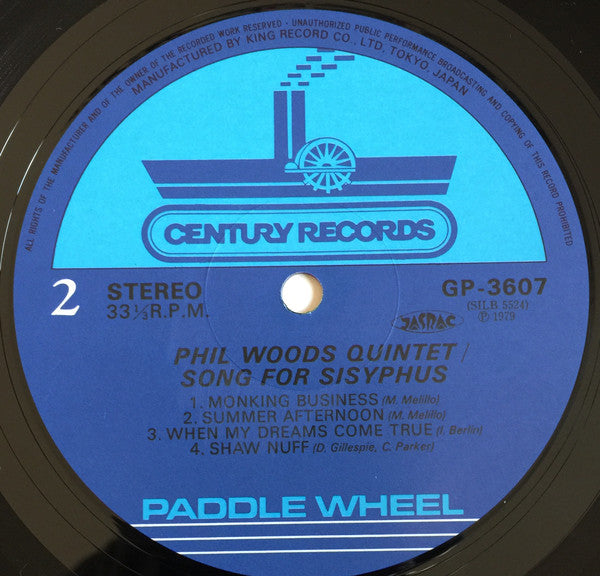 ALL RIGHTS OF THE MANUFACTURER AND OF THE OWNER OF THE RECORDED WORK RESERVED · UNAUTHORIZED PUBLIC PERFORMANCE BROADCASTING AND COPYING OF THIS RECORD PROHIBITED
MANUFACTURED BY KING RECORD CO., LTD. TOKYO, JAPAN
CENTURY RECORDS
2
STEREO
33⅓R.P.M.
GP-3607
(SJLB 5524)
JASRAC
Ⓟ 1979
PHIL WOODS QUINTET /
SONG FOR SISYPHUS
1. MONKING BUSINESS (M. Melillo)
2. SUMMER AFTERNOON (M. Melillo)
3. WHEN MY DREAMS COME TRUE (I. Berlin)
4. SHAW NUFF (D. Gillespie, C. Parker)
PADDLE WHEEL